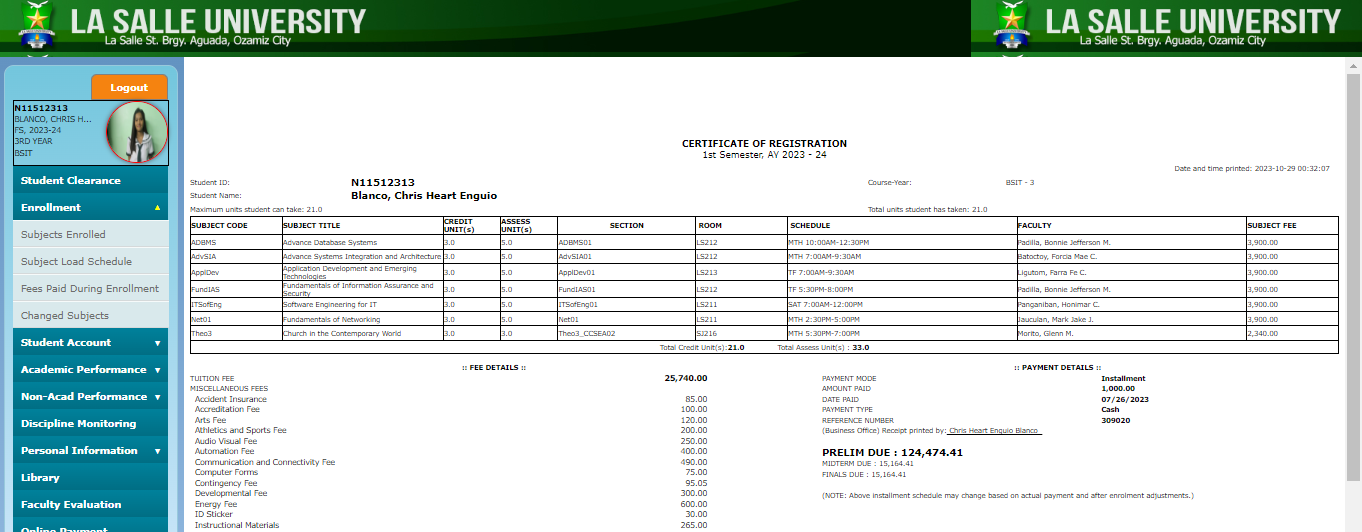 LA SALLE UNIVERSITY
La Salle St. Brgy. Aguada, Ozamiz City
LA SALLE UNIVERSITY
La Salle St. Brgy. Aguada, Ozamiz City
Logout
N11512313
BLANCO, CHRIS H...
FS, 2023-24
3RD YEAR
BSIT
Student Clearance
Enrollment
Subjects Enrolled
Subject Load Schedule
Fees Paid During Enrollment
Changed Subjects
Student Account
Academic Performance
Non-Acad Performance
Discipline Monitoring
Personal Information
Library
Faculty Evaluation
Online Payment
CERTIFICATE OF REGISTRATION
1st Semester, AY 2023 - 24
Date and time printed: 2023-10-29 00:32:07
Student ID: N11512313 Course-Year: BSIT - 3
Student Name: Blanco, Chris Heart Enguio
Maximum units student can take: 21.0 Total units student has taken: 21.0
SUBJECT CODE SUBJECT TITLE CREDIT UNIT(s) ASSESS UNIT(s) SECTION ROOM SCHEDULE FACULTY SUBJECT FEE
ADBMS Advance Database Systems 3.0 5.0 ADBMS01 LS212 MTH 10:00AM-12:30PM Padilla, Bonnie Jefferson M. 3,900.00
AdvSIA Advance Systems Integration and Architecture 3.0 5.0 AdvSIA01 LS212 MTH 7:00AM-9:30AM Batoctoy, Forcia Mae C. 3,900.00
ApplDev Application Development and Emerging Technologies 3.0 5.0 ApplDev01 LS213 TF 7:00AM-9:30AM Ligutom, Farra Fe C. 3,900.00
FundIAS Fundamentals of Information Assurance and Security 3.0 5.0 FundIAS01 LS212 TF 5:30PM-8:00PM Padilla, Bonnie Jefferson M. 3,900.00
ITSofEng Software Engineering for IT 3.0 5.0 ITSofEng01 LS211 SAT 7:00AM-12:00PM Panganiban, Honimar C. 3,900.00
Net01 Fundamentals of Networking 3.0 5.0 Net01 LS211 MTH 2:30PM-5:00PM Jauculan, Mark Jake J. 3,900.00
Theo3 Church in the Contemporary World 3.0 3.0 Theo3_CCSEA02 SJ216 MTH 5:30PM-7:00PM Morito, Glenn M. 2,340.00
Total Credit Unit(s):21.0 Total Assess Unit(s) : 33.0
:: FEE DETAILS ::
TUITION FEE 25,740.00
MISCELLANEOUS FEES
Accident Insurance 85.00
Accreditation Fee 100.00
Arts Fee 120.00
Athletics and Sports Fee 200.00
Audio Visual Fee 250.00
Automation Fee 400.00
Communication and Connectivity Fee 490.00
Computer Forms 75.00
Contingency Fee 95.05
Developmental Fee 300.00
Energy Fee 600.00
ID Sticker 30.00
Instructional Materials 265.00
:: PAYMENT DETAILS ::
PAYMENT MODE Installment
AMOUNT PAID 1,000.00
DATE PAID 07/26/2023
PAYMENT TYPE Cash
REFERENCE NUMBER 309020
(Business Office) Receipt printed by: Chris Heart Enguio Blanco
PRELIM DUE : 124,474.41
MIDTERM DUE : 15,164.41
FINALS DUE : 15,164.41
(NOTE: Above installment schedule may change based on actual payment and after enrolment adjustments.)